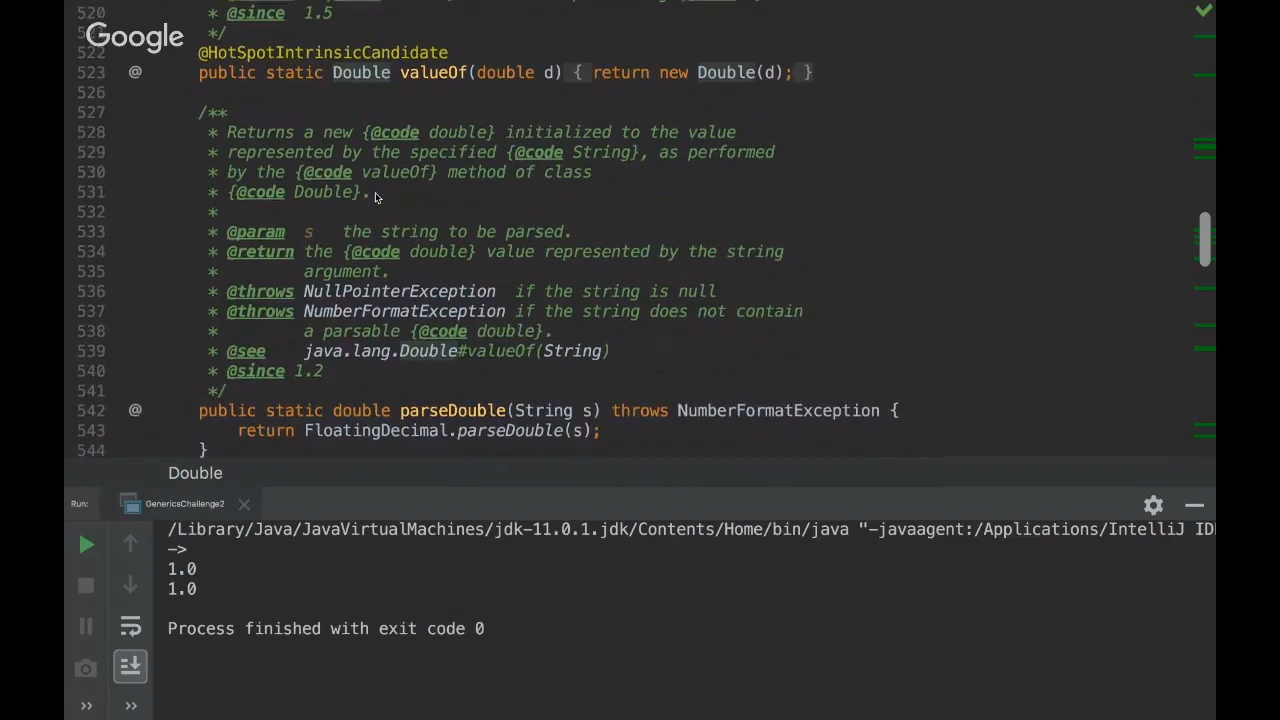 520
* @since 1.5
*/
Google
522 @HotSpotIntrinsicCandidate
523 @ public static Double valueOf(double d) { return new Double(d); }
526
527 /**
528 * Returns a new {@code double} initialized to the value
529 * represented by the specified {@code String}, as performed
530 * by the {@code valueOf} method of class
531 * {@code Double}.
532 *
533 * @param s the string to be parsed.
534 * @return the {@code double} value represented by the string
535 * argument.
536 * @throws NullPointerException if the string is null
537 * @throws NumberFormatException if the string does not contain
538 * a parsable {@code double}.
539 * @see java.lang.Double#valueOf(String)
540 * @since 1.2
541 */
542 @ public static double parseDouble(String s) throws NumberFormatException {
543 return FloatingDecimal.parseDouble(s);
544 }
Double
Run: GenericsChallenge2
/Library/Java/JavaVirtualMachines/jdk-11.0.1.jdk/Contents/Home/bin/java "-javaagent:/Applications/IntelliJ ID
->
1.0
1.0
Process finished with exit code 0